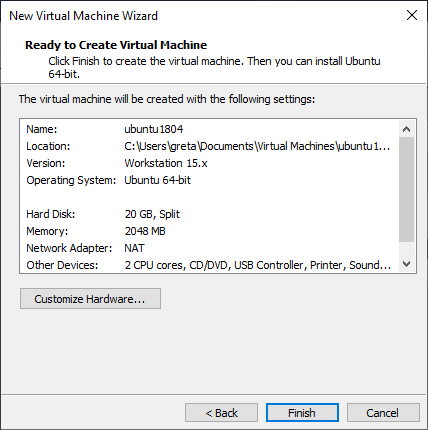 New Virtual Machine Wizard
Ready to Create Virtual Machine
Click Finish to create the virtual machine. Then you can install Ubuntu
64-bit.
The virtual machine will be created with the following settings:
Name: ubuntu1804
Location: C:\Users\greta\Documents\Virtual Machines\ubuntu1...
Version: Workstation 15.x
Operating System: Ubuntu 64-bit
Hard Disk: 20 GB, Split
Memory: 2048 MB
Network Adapter: NAT
Other Devices: 2 CPU cores, CD/DVD, USB Controller, Printer, Sound...
Customize Hardware...
< Back Finish Cancel